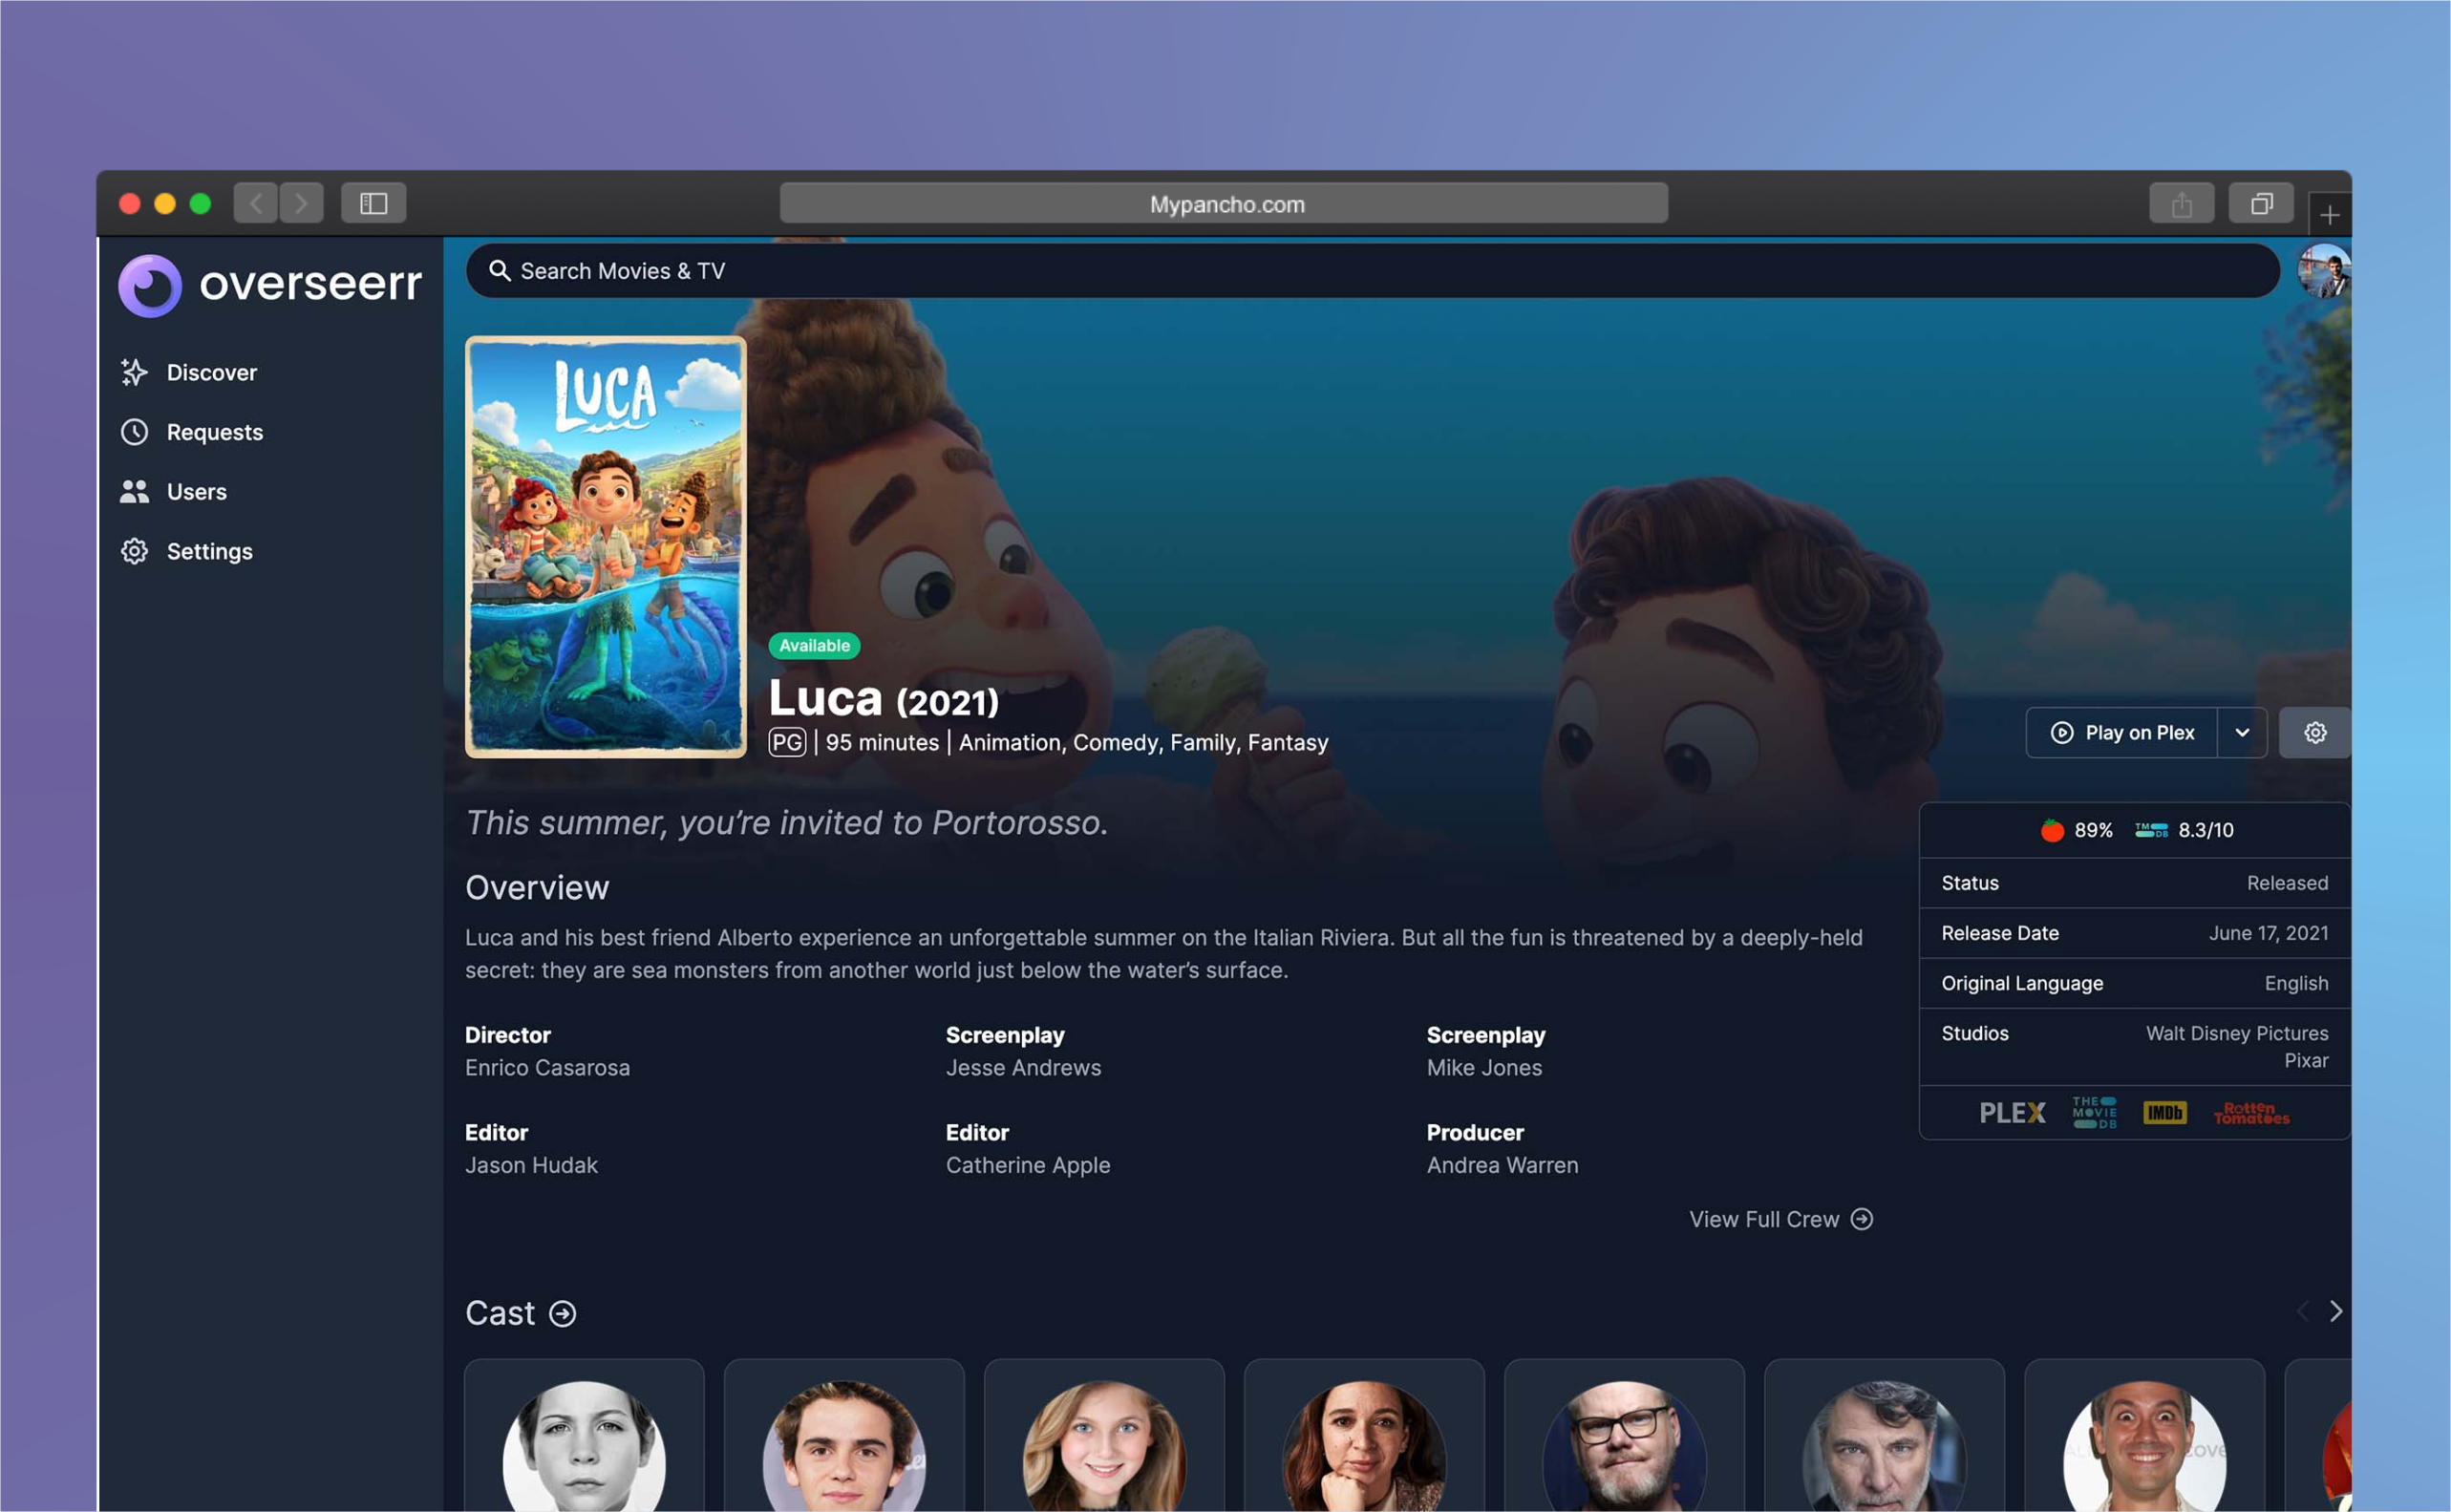 Mypancho.com
overseerr
Search Movies & TV
Discover
Requests
Users
Settings
LUCA
Available
Luca (2021)
PG | 95 minutes | Animation, Comedy, Family, Fantasy
Play on Plex
This summer, you’re invited to Portorosso.
89% TMDB 8.3/10
Overview
Luca and his best friend Alberto experience an unforgettable summer on the Italian Riviera. But all the fun is threatened by a deeply-held
secret: they are sea monsters from another world just below the water’s surface.
Status Released
Release Date June 17, 2021
Original Language English
Studios Walt Disney Pictures
Pixar
PLEX THE MOVIE DB IMDb Rotten Tomatoes
Director Screenplay Screenplay
Enrico Casarosa Jesse Andrews Mike Jones
Editor Editor Producer
Jason Hudak Catherine Apple Andrea Warren
View Full Crew
Cast